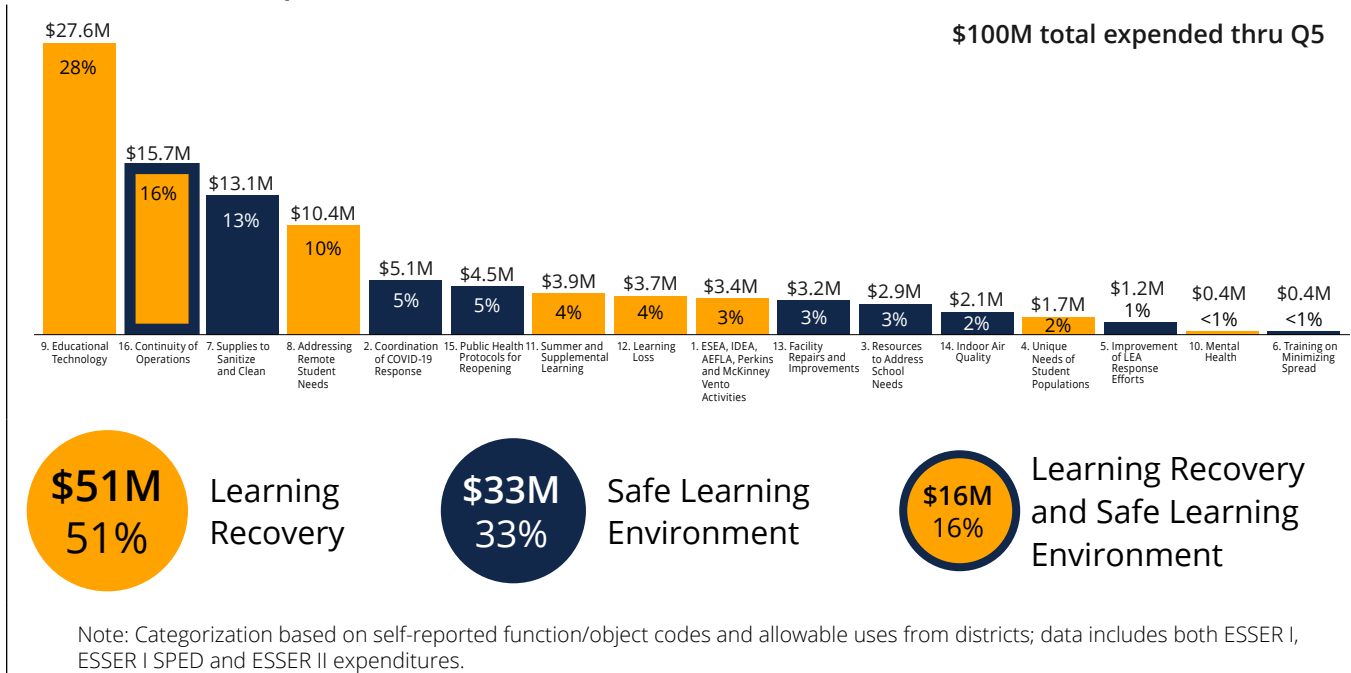 $100M total expended thru Q5
$27.6M
28%
$15.7M
16%
$13.1M
13%
$10.4M
10%
$5.1M
5%
$4.5M
5%
$3.9M
4%
$3.7M
4%
$3.4M
3%
$3.2M
3%
$2.9M
3%
$2.1M
2%
$1.7M
2%
$1.2M
1%
$0.4M
<1%
$0.4M
<1%
9. Educational
Technology
16. Continuity of
Operations
7. Supplies to
Sanitize
and Clean
8. Addressing
Remote
Student
Needs
2. Coordination
of COVID-19
Response
15. Public Health
Protocols for
Reopening
11. Summer and
Supplemental
Learning
12. Learning
Loss
1. ESEA, IDEA,
AEFLA, Perkins
and McKinney
Vento
Activities
13. Facility
Repairs and
Improvements
3. Resources
to Address
School
Needs
14. Indoor Air
Quality
4. Unique
Needs of
Student
Populations
5. Improvement
of LEA
Response
Efforts
10. Mental
Health
6. Training on
Minimizing
Spread
$51M
51%
Learning
Recovery
$33M
33%
Safe Learning
Environment
$16M
16%
Learning Recovery
and Safe Learning
Environment
Note: Categorization based on self-reported function/object codes and allowable uses from districts; data includes both ESSER I,
ESSER I SPED and ESSER II expenditures.